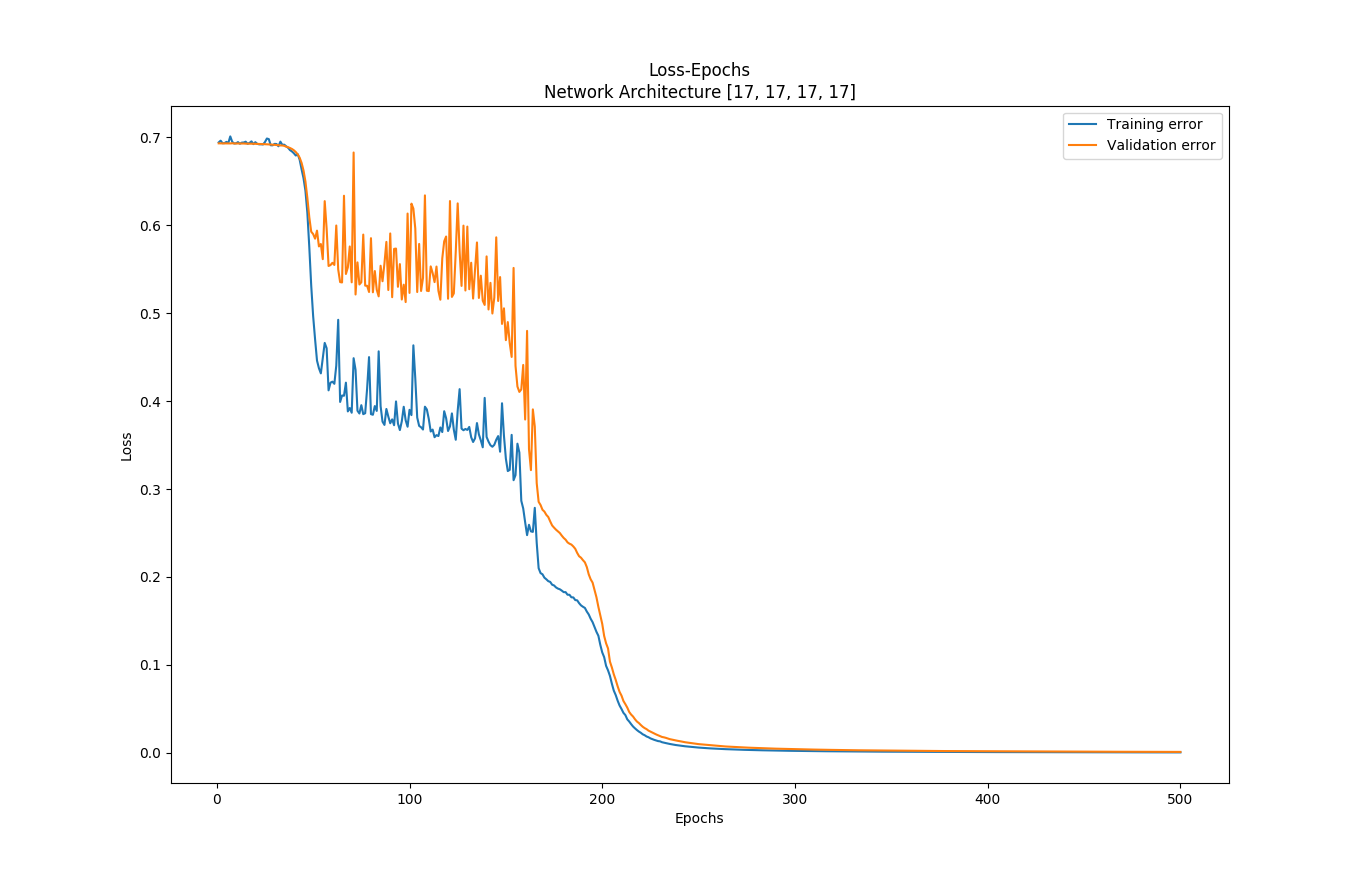 Loss-Epochs
Network Architecture [17, 17, 17, 17]
Training error
Validation error
0.7
0.6
0.5
0.4
0.3
0.2
0.1
0.0
Loss
0
100
200
300
400
500
Epochs